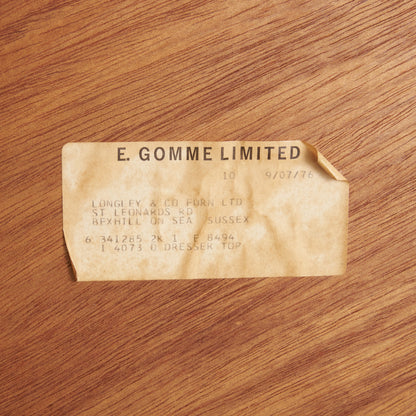 E. GOMME LIMITED
10 9/07/76
LONGLEY & CO FURN LTD
ST LEONARDS RD
BEXHILL ON SEA SUSSEX
6 341285 2K 1 E 8494
1 4073 0 DRESSER TOP